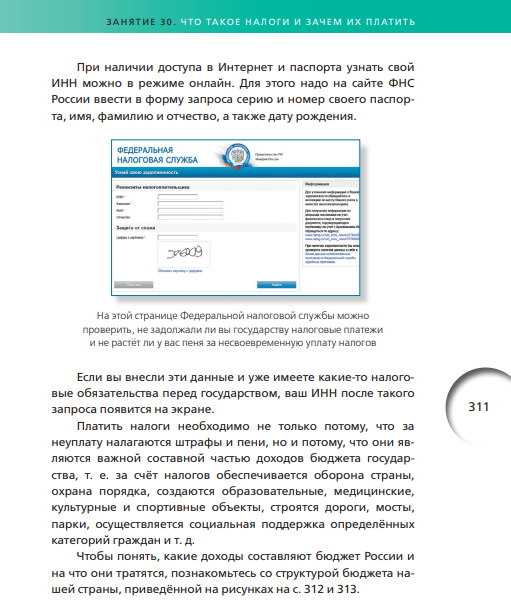 ЗАНЯТИЕ 30. ЧТО ТАКОЕ НАЛОГИ И ЗАЧЕМ ИХ ПЛАТИТЬ
При наличии доступа в Интернет и паспорта узнать свой
ИНН можно в режиме онлайн. Для этого надо на сайте ФНС
России ввести в форму запроса серию и номер своего паспор-
та, имя, фамилию и отчество, а также дату рождения.
ФЕДЕРАЛЬНАЯ
НАЛОГОВАЯ СЛУЖБА
Узнай свою задолженность
Реквизиты налогоплательщика
ИНН
Фамилия
Имя
Отчество
Защита от спама
Цифры с картинки
Обновить картинку с цифрами
Информация
На этой странице Федеральной налоговой службы можно
проверить, не задолжали ли вы государству налоговые платежи
и не растёт ли у вас пеня за несвоевременную уплату налогов
Если вы внесли эти данные и уже имеете какие-то налого-
вые обязательства перед государством, ваш ИНН после такого
запроса появится на экране.
311
Платить налоги необходимо не только потому, что за
неуплату налагаются штрафы и пени, но и потому, что они яв-
ляются важной составной частью доходов бюджета государ-
ства, т. е. за счёт налогов обеспечивается оборона страны,
охрана порядка, создаются образовательные, медицинские,
культурные и спортивные объекты, строятся дороги, мосты,
парки, осуществляется социальная поддержка определённых
категорий граждан и т. д.
Чтобы понять, какие доходы составляют бюджет России и
на что они тратятся, познакомьтесь со структурой бюджета на-
шей страны, приведённой на рисунках на с. 312 и 313.